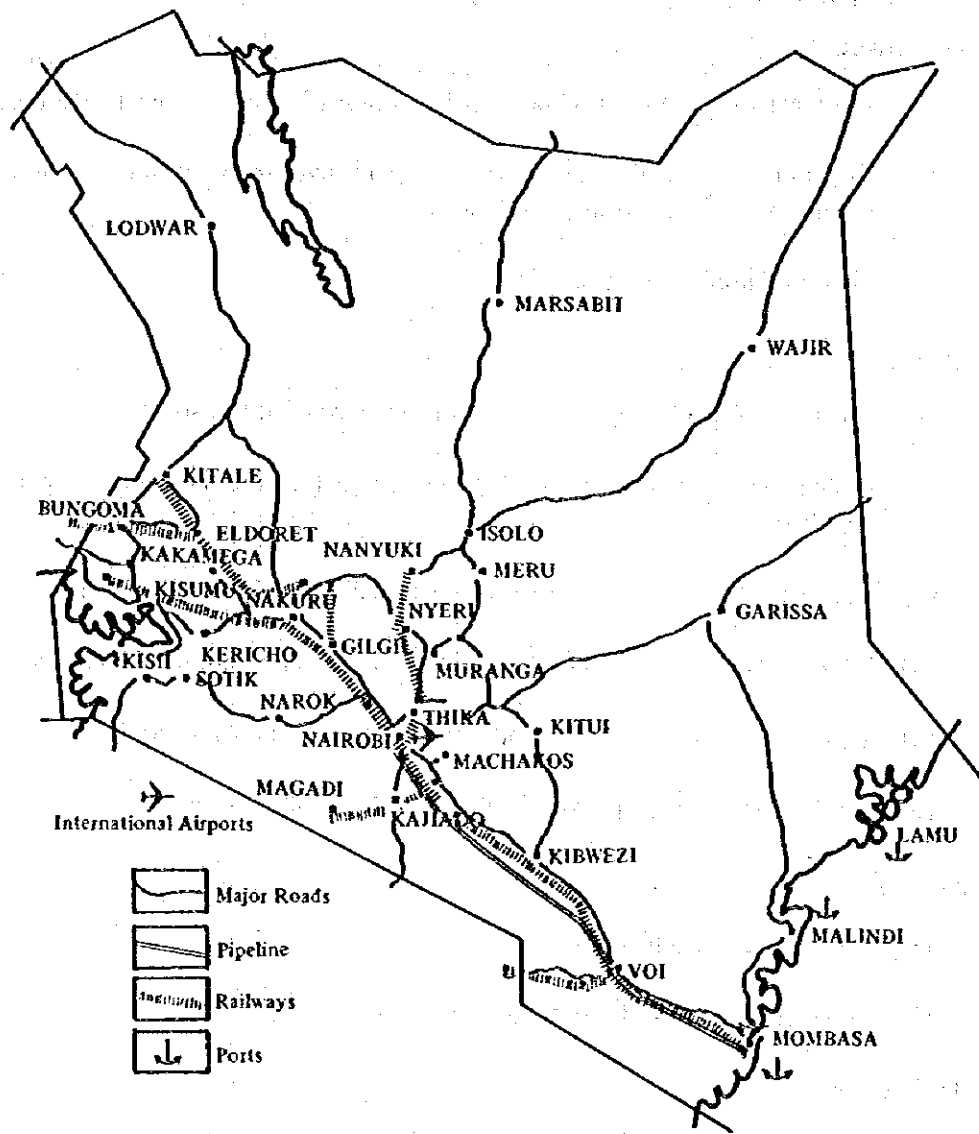 LODWAR
MARSABIT
WAJIR
KITALE
BUNGOMA
ELDORET
ISOLO
KAKAMEGA
NANYUKI
MERU
KISUMU
NAKURU
NYERI
GARISSA
GILGIL
KISII
KERICHO
MURANGA
SOTIK
NAROK
THIKA
KITUI
NAIROBI
MACHAKOS
MAGADI
KAJIADO
International Airports
LAMU
KIBWEZI
Major Roads
MALINDI
Pipeline
VOI
Railways
MOMBASA
Ports